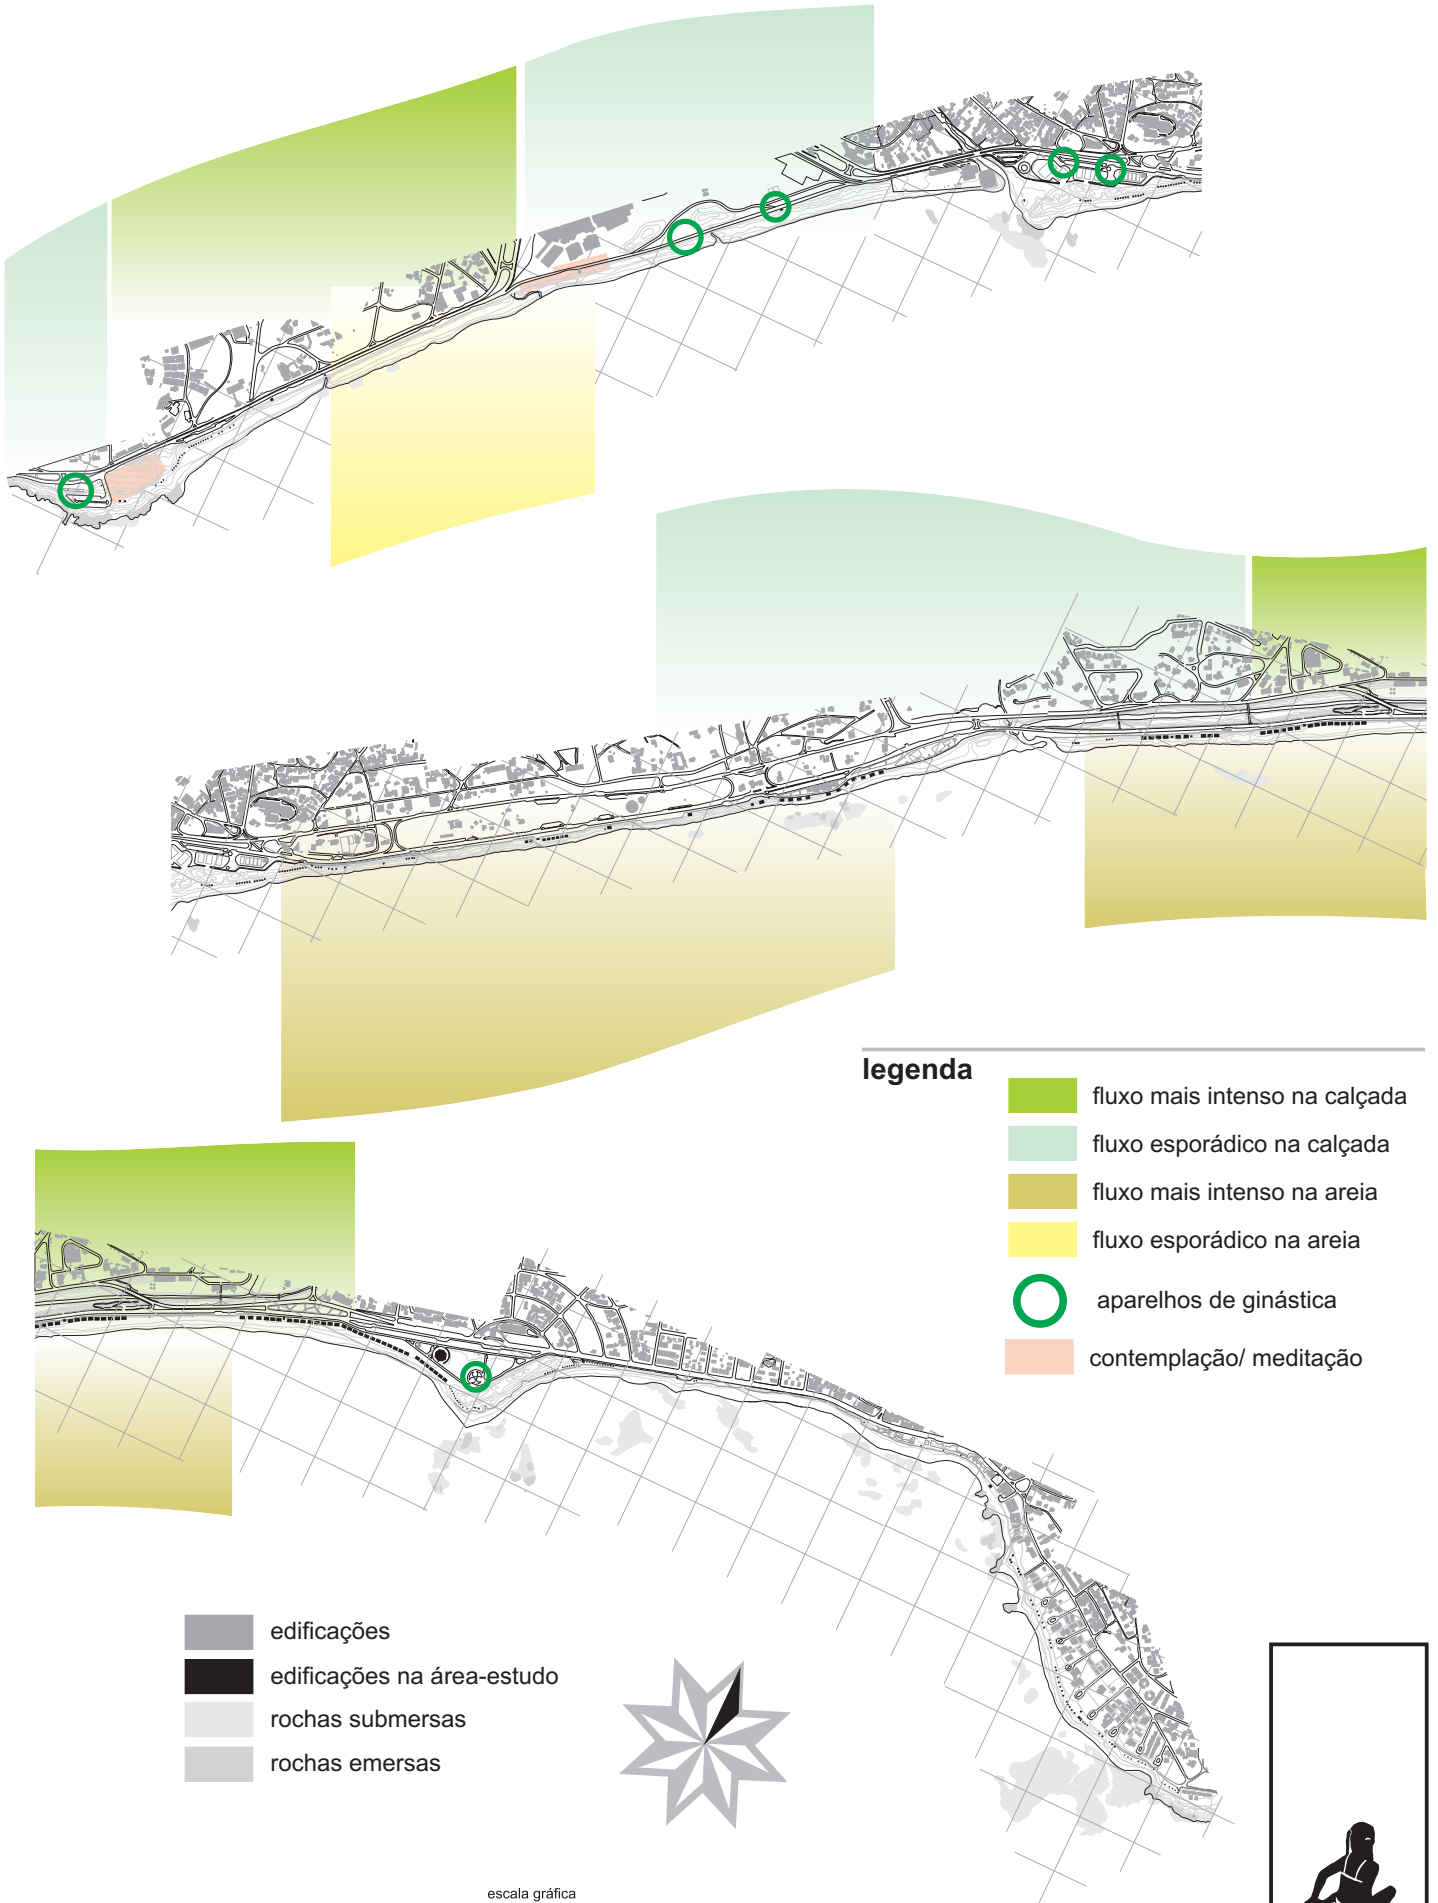 legenda
fluxo mais intenso na calçada
fluxo esporádico na calçada
fluxo mais intenso na areia
fluxo esporádico na areia
aparelhos de ginástica
contemplação/ meditação
edificações
edificações na área-estudo
rochas submersas
rochas emersas
escala gráfica